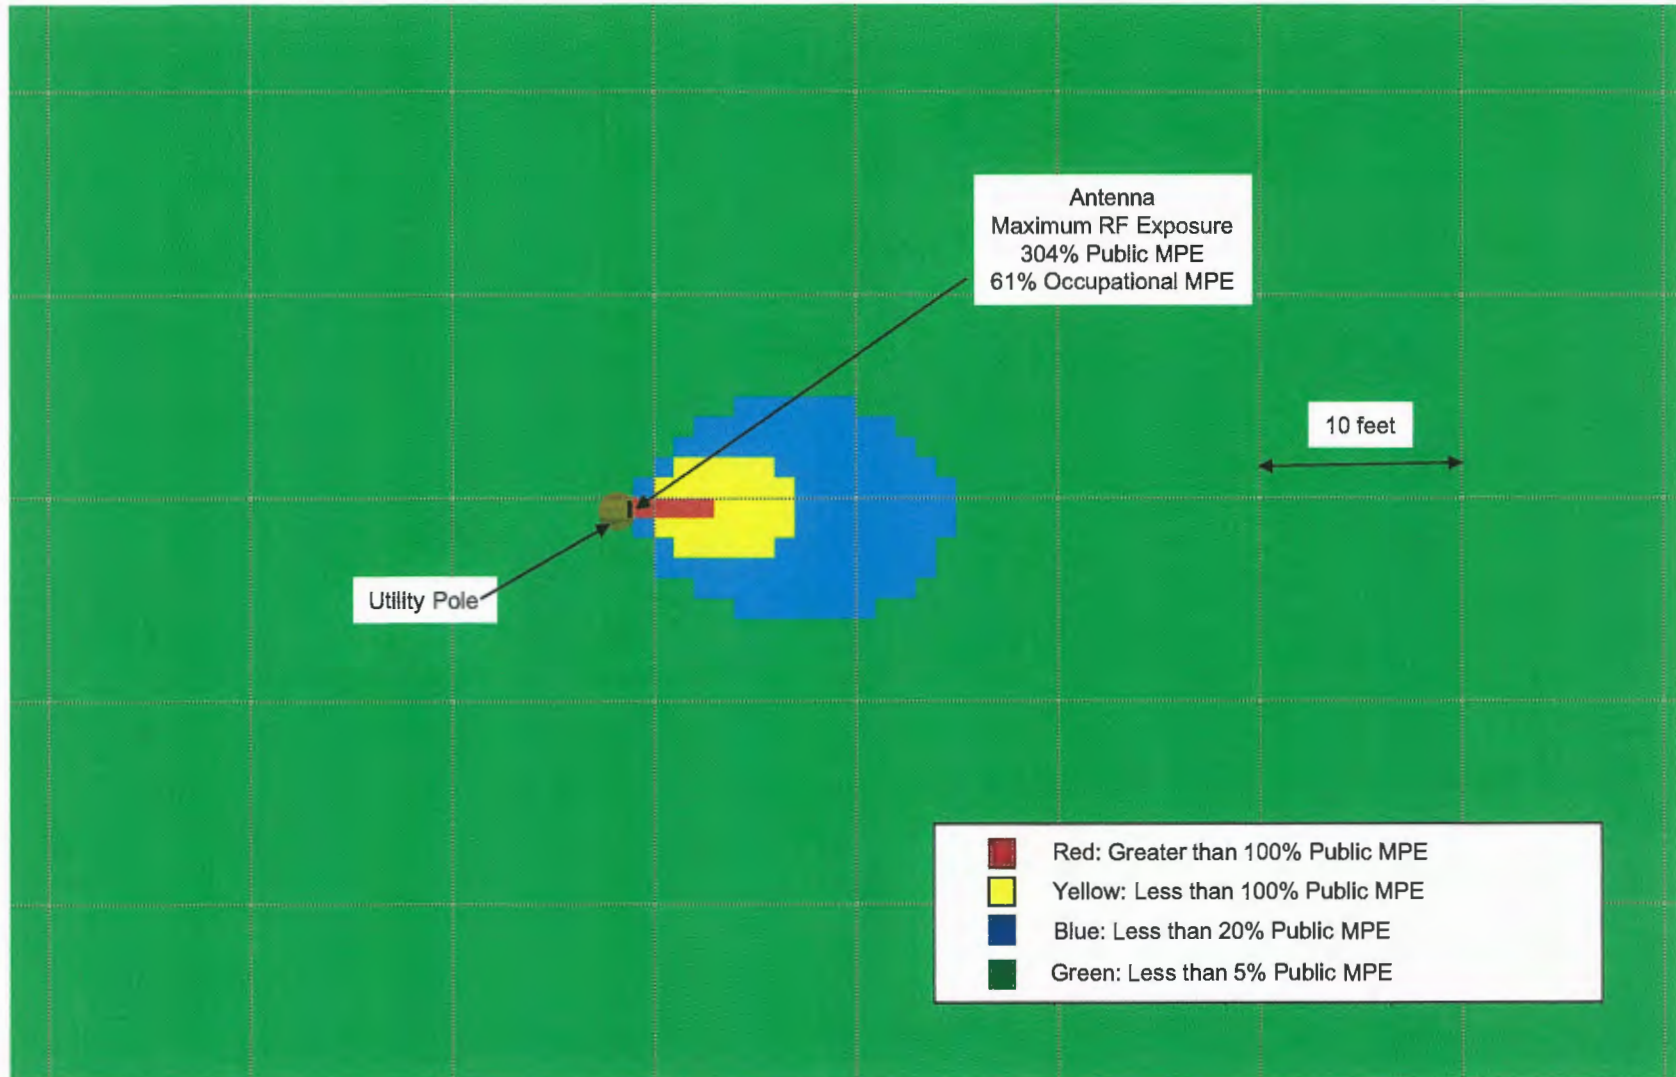 Antenna
Maximum RF Exposure
304% Public MPE
61% Occupational MPE
10 feet
Utility Pole
Red: Greater than 100% Public MPE
Yellow: Less than 100% Public MPE
Blue: Less than 20% Public MPE
Green: Less than 5% Public MPE